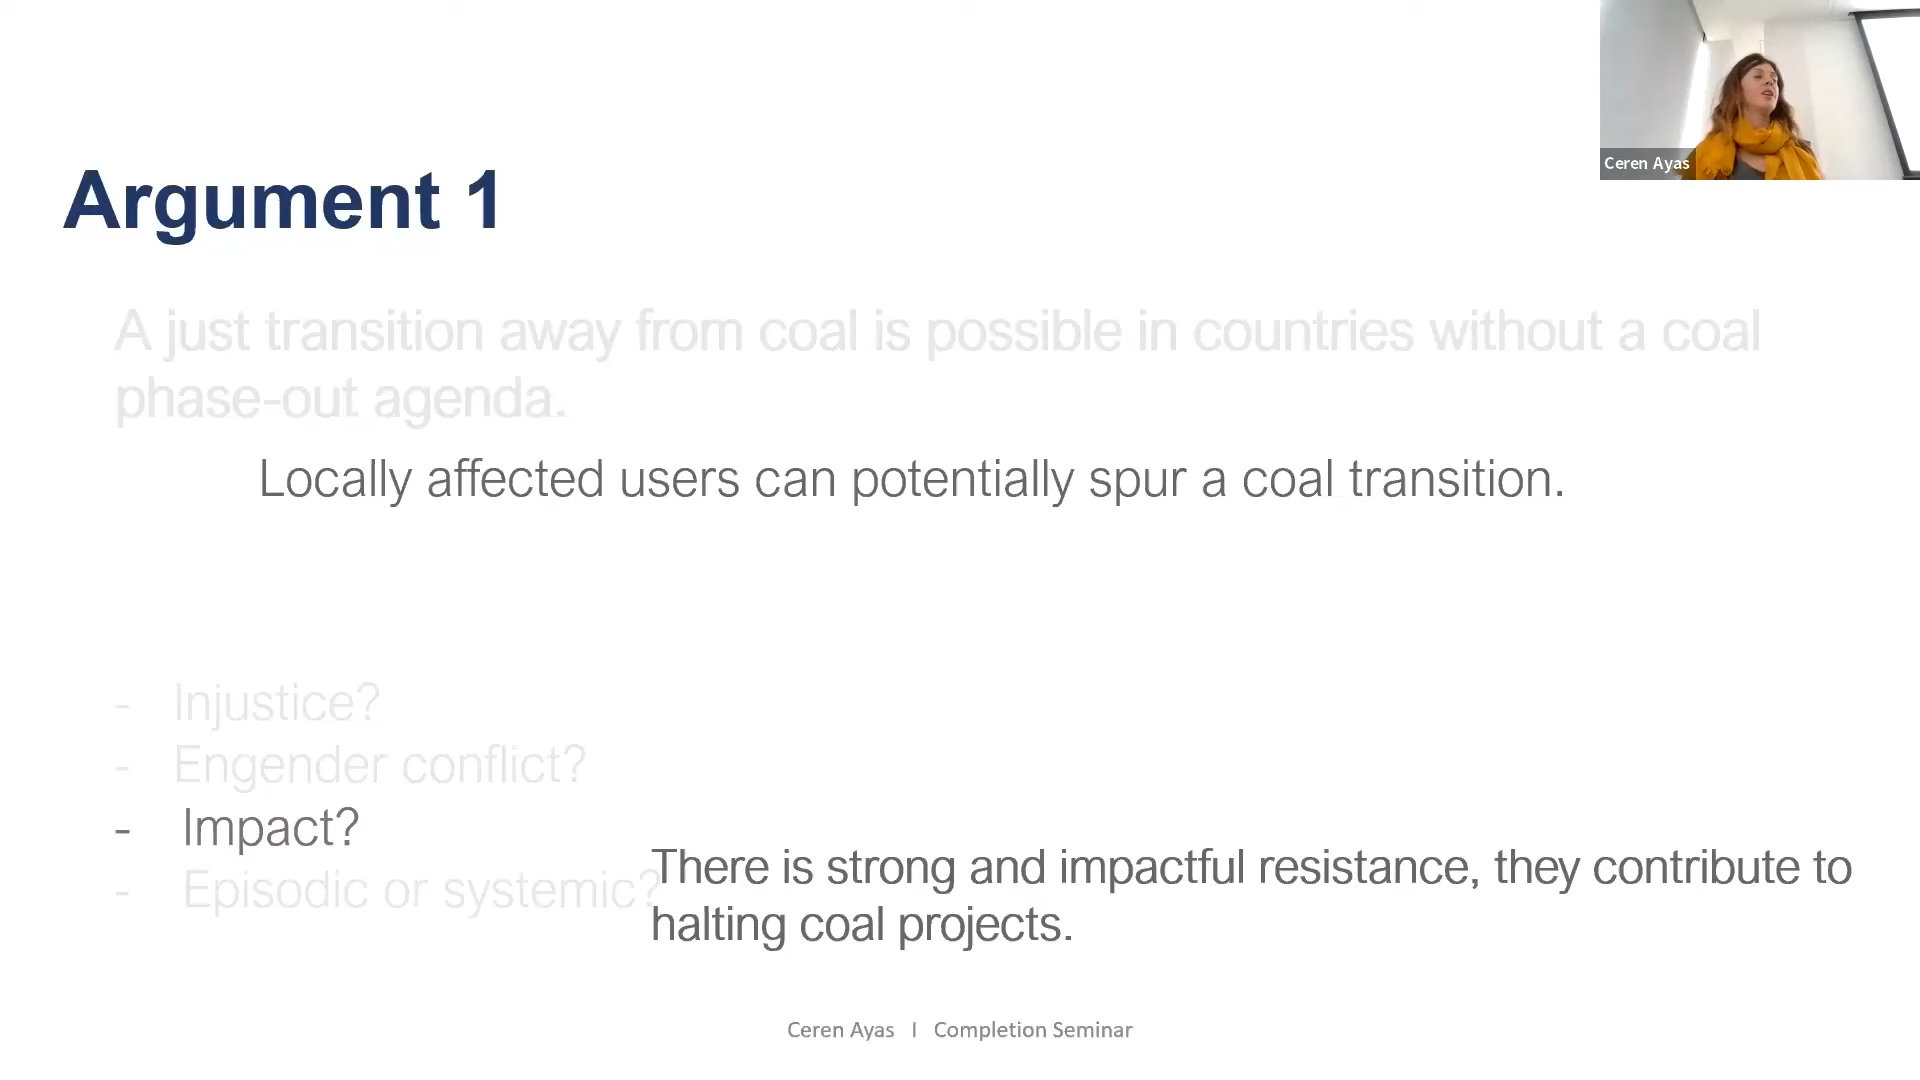 Ceren Ayas
Argument 1
A just transition away from coal is possible in countries without a coal
phase-out agenda.
Locally affected users can potentially spur a coal transition.
- Injustice?
- Engender conflict?
- Impact?
- Episodic or systemic?
There is strong and impactful resistance, they contribute to
halting coal projects.
Ceren Ayas I Completion Seminar